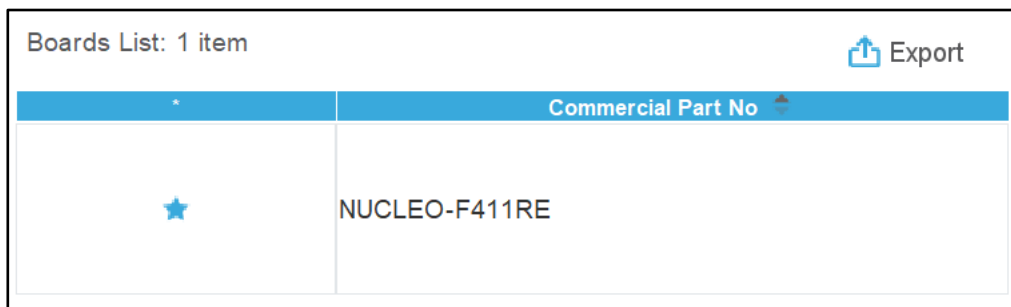 Boards List: 1 item
Export
* Commercial Part No
NUCLEO-F411RE